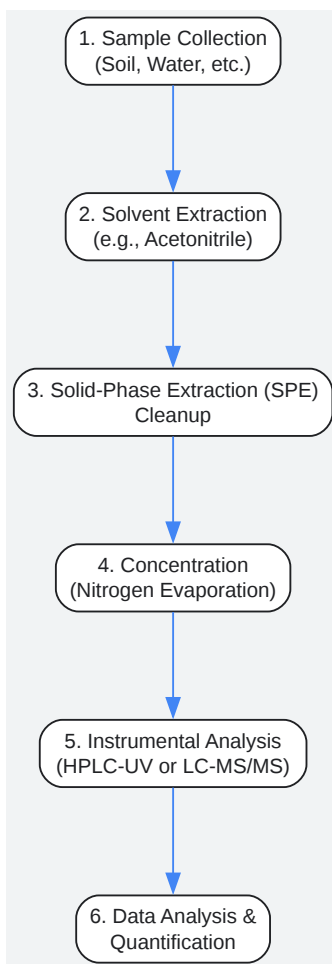 1. Sample Collection
(Soil, Water, etc.)
2. Solvent Extraction
(e.g., Acetonitrile)
3. Solid-Phase Extraction (SPE)
Cleanup
4. Concentration
(Nitrogen Evaporation)
5. Instrumental Analysis
(HPLC-UV or LC-MS/MS)
6. Data Analysis &
Quantification